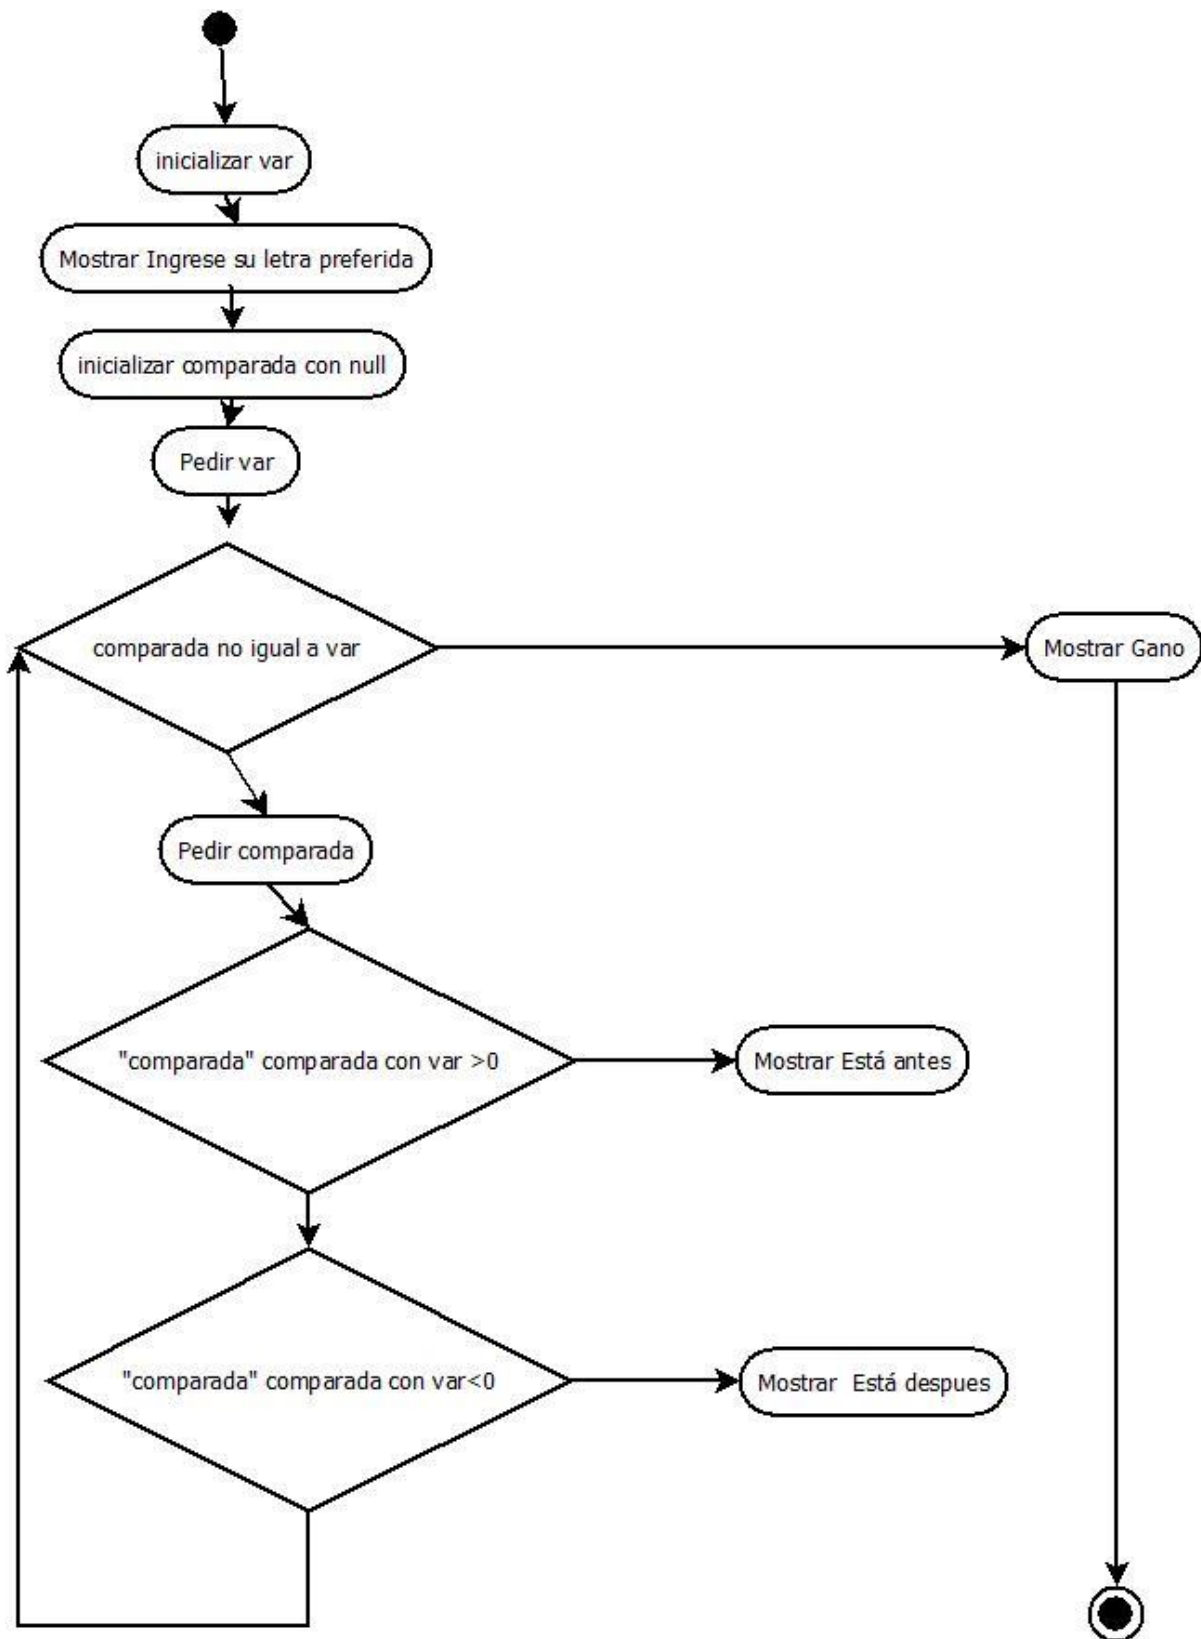 inicializar var
Mostrar Ingrese su letra preferida
inicializar comparada con null
Pedir var
comparada no igual a var
Mostrar Gano
Pedir comparada
"comparada" comparada con var >0
Mostrar Está antes
"comparada" comparada con var<0
Mostrar Está despues